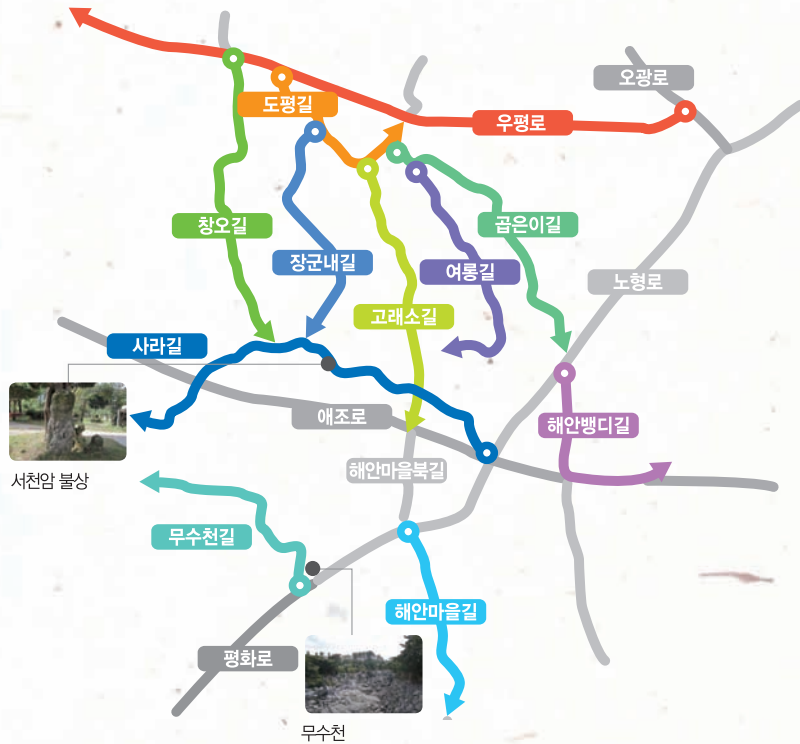 오광로
도평길
우평로
창오길
곱은이길
장군내길
여롱길
노형로
고래소길
사라길
애조로
해안뱅디길
해안마을북길
서천암 불상
무수천길
해안마을길
평화로
무수천